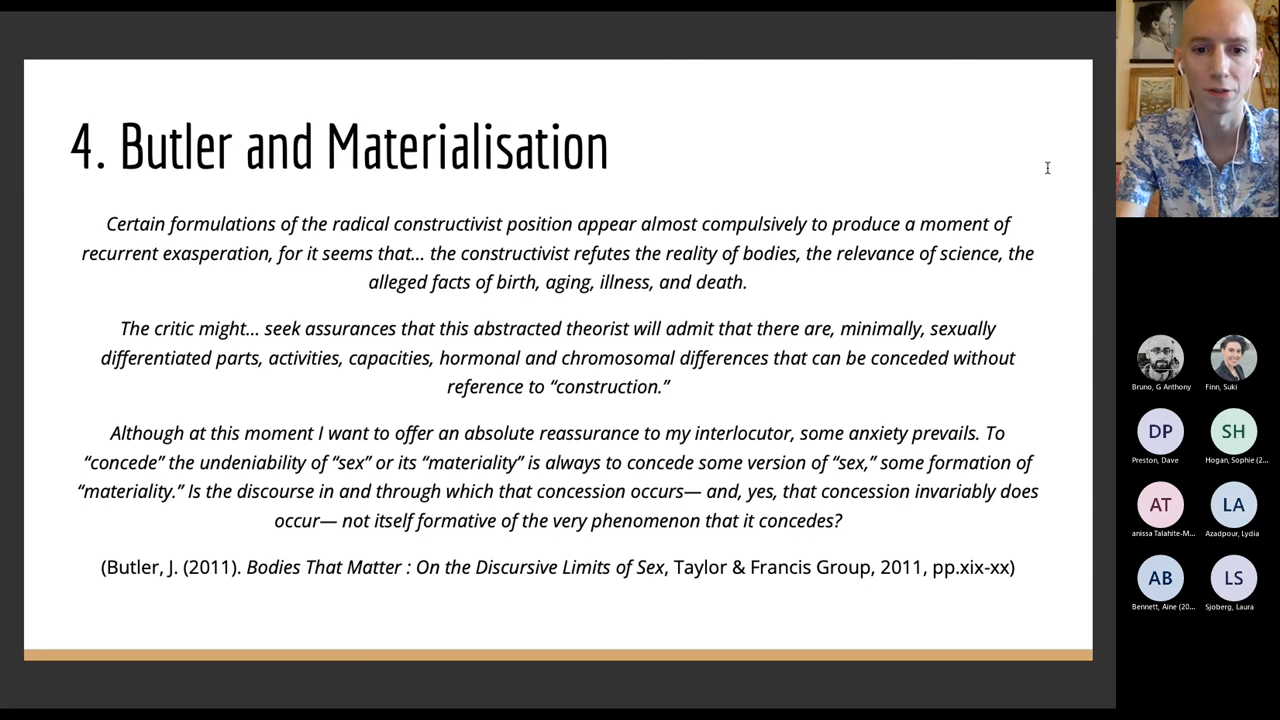 4. Butler and Materialisation
Certain formulations of the radical constructivist position appear almost compulsively to produce a moment of
recurrent exasperation, for it seems that... the constructivist refutes the reality of bodies, the relevance of science, the
alleged facts of birth, aging, illness, and death.
The critic might... seek assurances that this abstracted theorist will admit that there are, minimally, sexually
differentiated parts, activities, capacities, hormonal and chromosomal differences that can be conceded without
reference to “construction.”
Although at this moment I want to offer an absolute reassurance to my interlocutor, some anxiety prevails. To
“concede” the undeniability of “sex” or its “materiality” is always to concede some version of “sex,” some formation of
“materiality.” Is the discourse in and through which that concession occurs— and, yes, that concession invariably does
occur— not itself formative of the very phenomenon that it concedes?
(Butler, J. (2011). Bodies That Matter : On the Discursive Limits of Sex, Taylor & Francis Group, 2011, pp.xix-xx)
Bruno, G Anthony
Finn, Suki
DP
SH
Preston, Dave
Hogan, Sophie (2...
AT
LA
anissa Talahite-M...
Azadpour, Lydia
AB
LS
Bennett, Aine (20...
Sjoberg, Laura